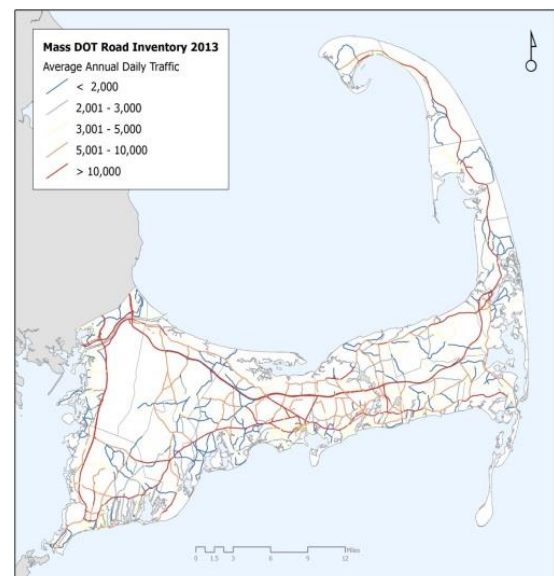 Mass DOT Road Inventory 2013
Average Annual Daily Traffic
< 2,000
2,001 - 3,000
3,001 - 5,000
5,001 - 10,000
> 10,000
Miles
0 1.5 3 6 9 12